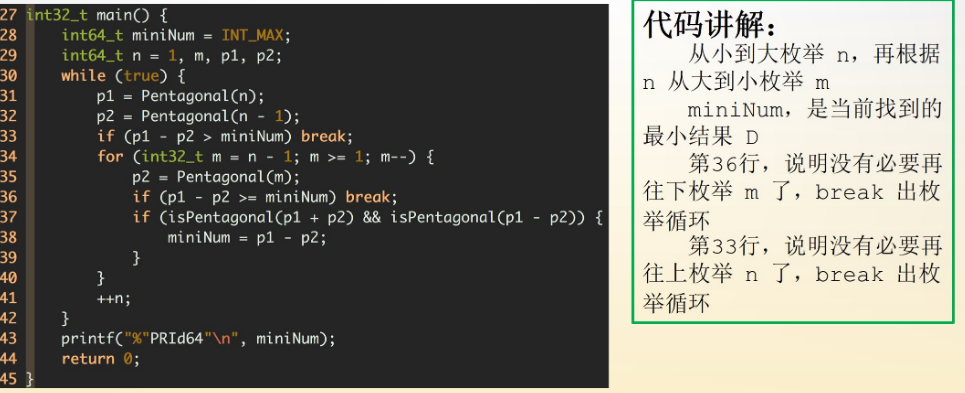 27 int32_t main() {
28     int64_t miniNum = INT_MAX;
29     int64_t n = 1, m, p1, p2;
30     while (true) {
31         p1 = Pentagonal(n);
32         p2 = Pentagonal(n - 1);
33         if (p1 - p2 > miniNum) break;
34         for (int32_t m = n - 1; m >= 1; m--) {
35             p2 = Pentagonal(m);
36             if (p1 - p2 >= miniNum) break;
37             if (isPentagonal(p1 + p2) && isPentagonal(p1 - p2)) {
38                 miniNum = p1 - p2;
39             }
40         }
41         ++n;
42     }
43     printf("%"PRId64"\n", miniNum);
44     return 0;
45 }
代码讲解：
从小到大枚举 n，再根据
n 从大到小枚举 m
miniNum，是当前找到的
最小结果 D
第36行，说明没有必要再
往下枚举 m 了，break 出枚
举循环
第33行，说明没有必要再
往上枚举 n 了，break 出枚
举循环